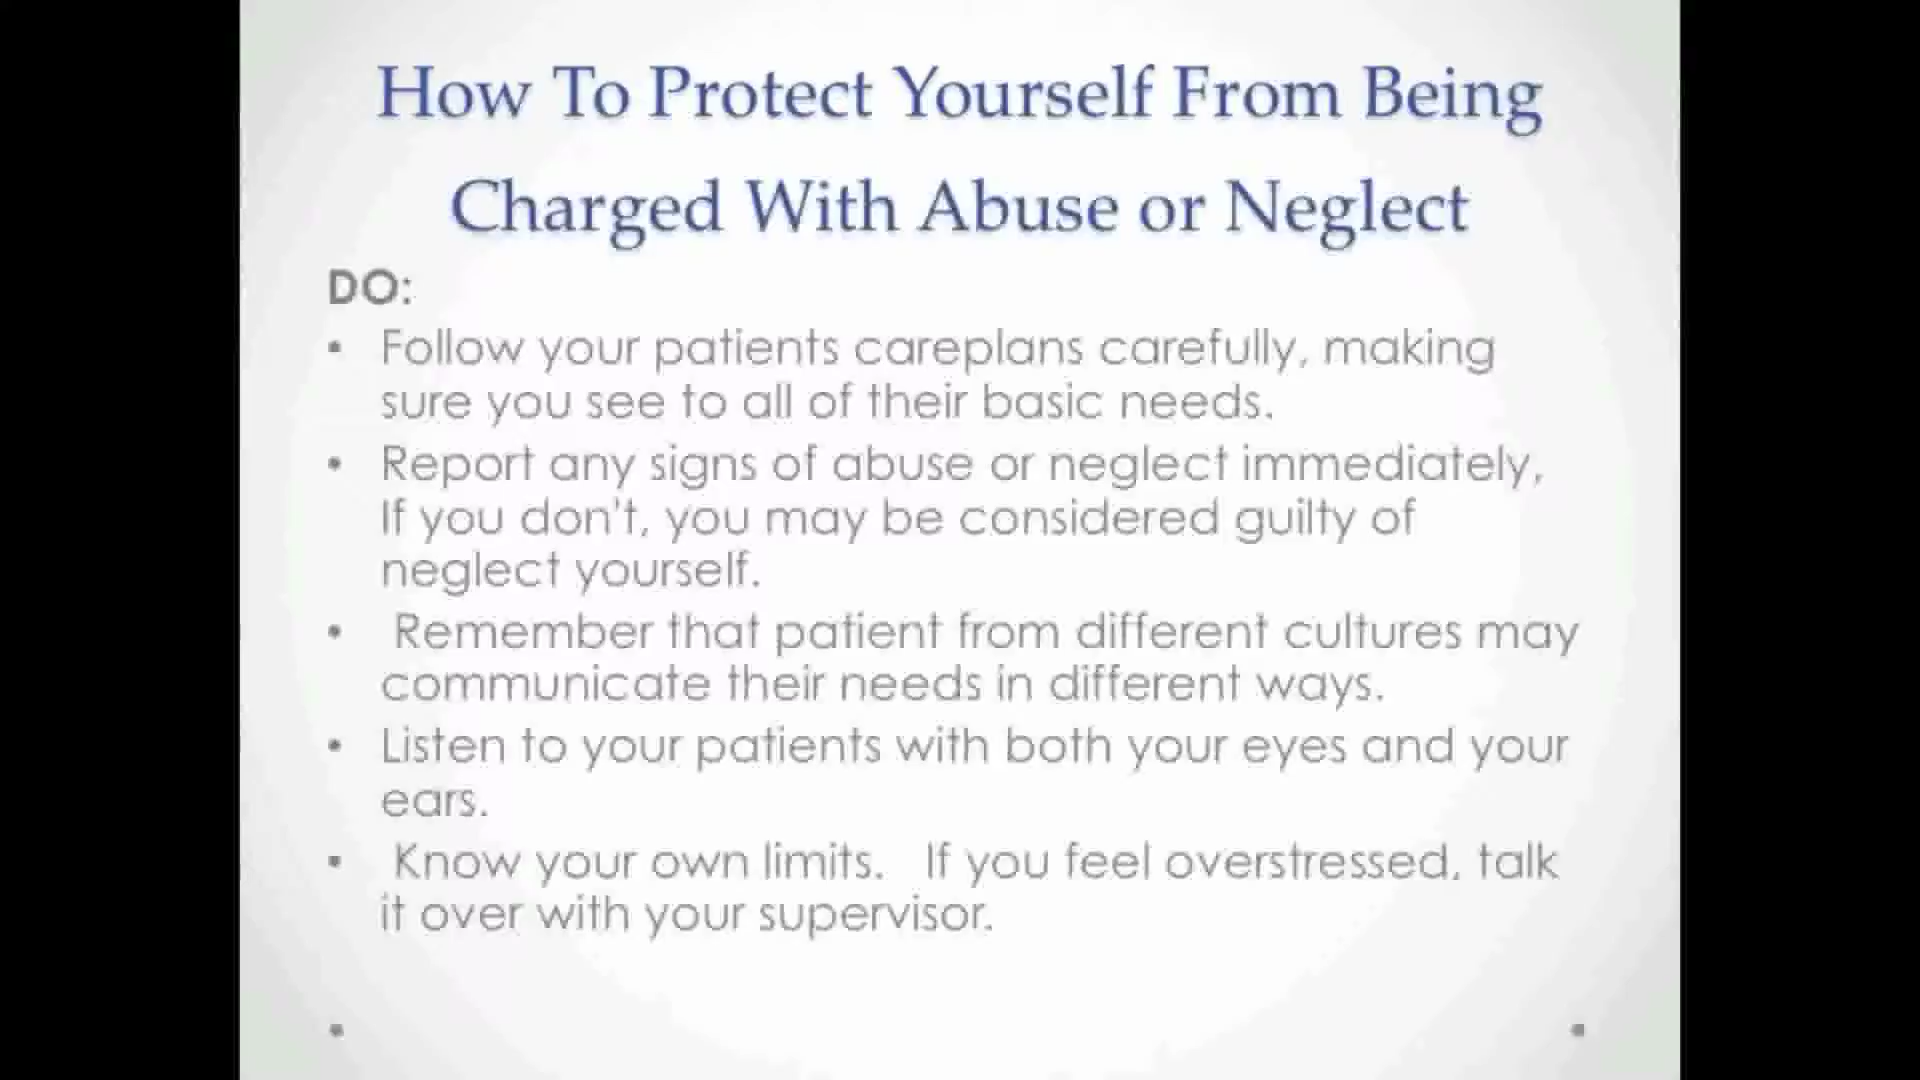 How To Protect Yourself From Being
Charged With Abuse or Neglect
DO:
• Follow your patients careplans carefully, making
sure you see to all of their basic needs.
• Report any signs of abuse or neglect immediately,
If you don't, you may be considered guilty of
neglect yourself.
• Remember that patient from different cultures may
communicate their needs in different ways.
• Listen to your patients with both your eyes and your
ears.
• Know your own limits. If you feel overstressed, talk
it over with your supervisor.